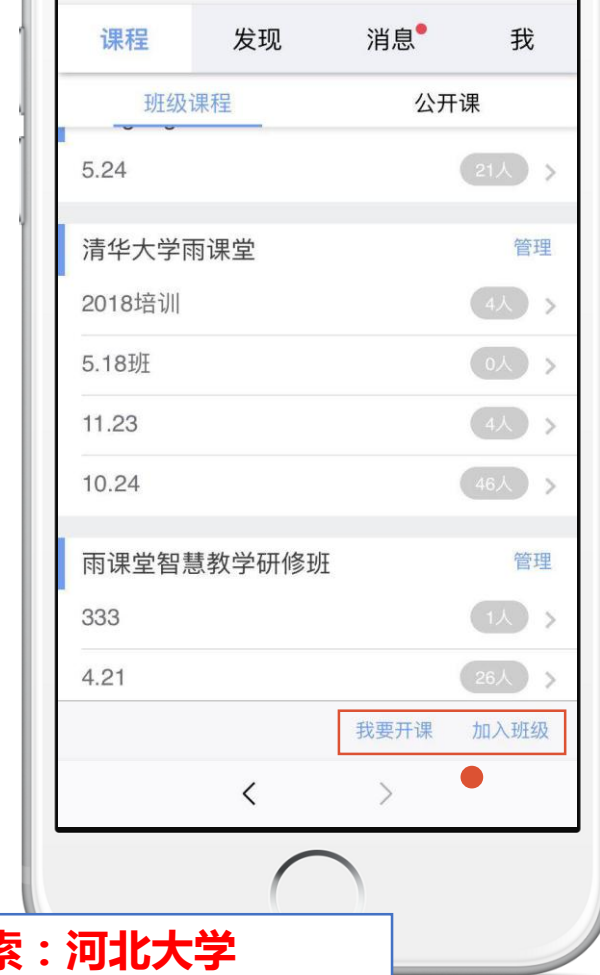 课程 发现 消息 我
班级课程 公开课
5.24 21人
清华大学雨课堂 管理
2018培训 4人
5.18班 0人
11.23 4人
10.24 46人
雨课堂智慧教学研修班 管理
333 1人
4.21 26人
我要开课 加入班级
索：河北大学